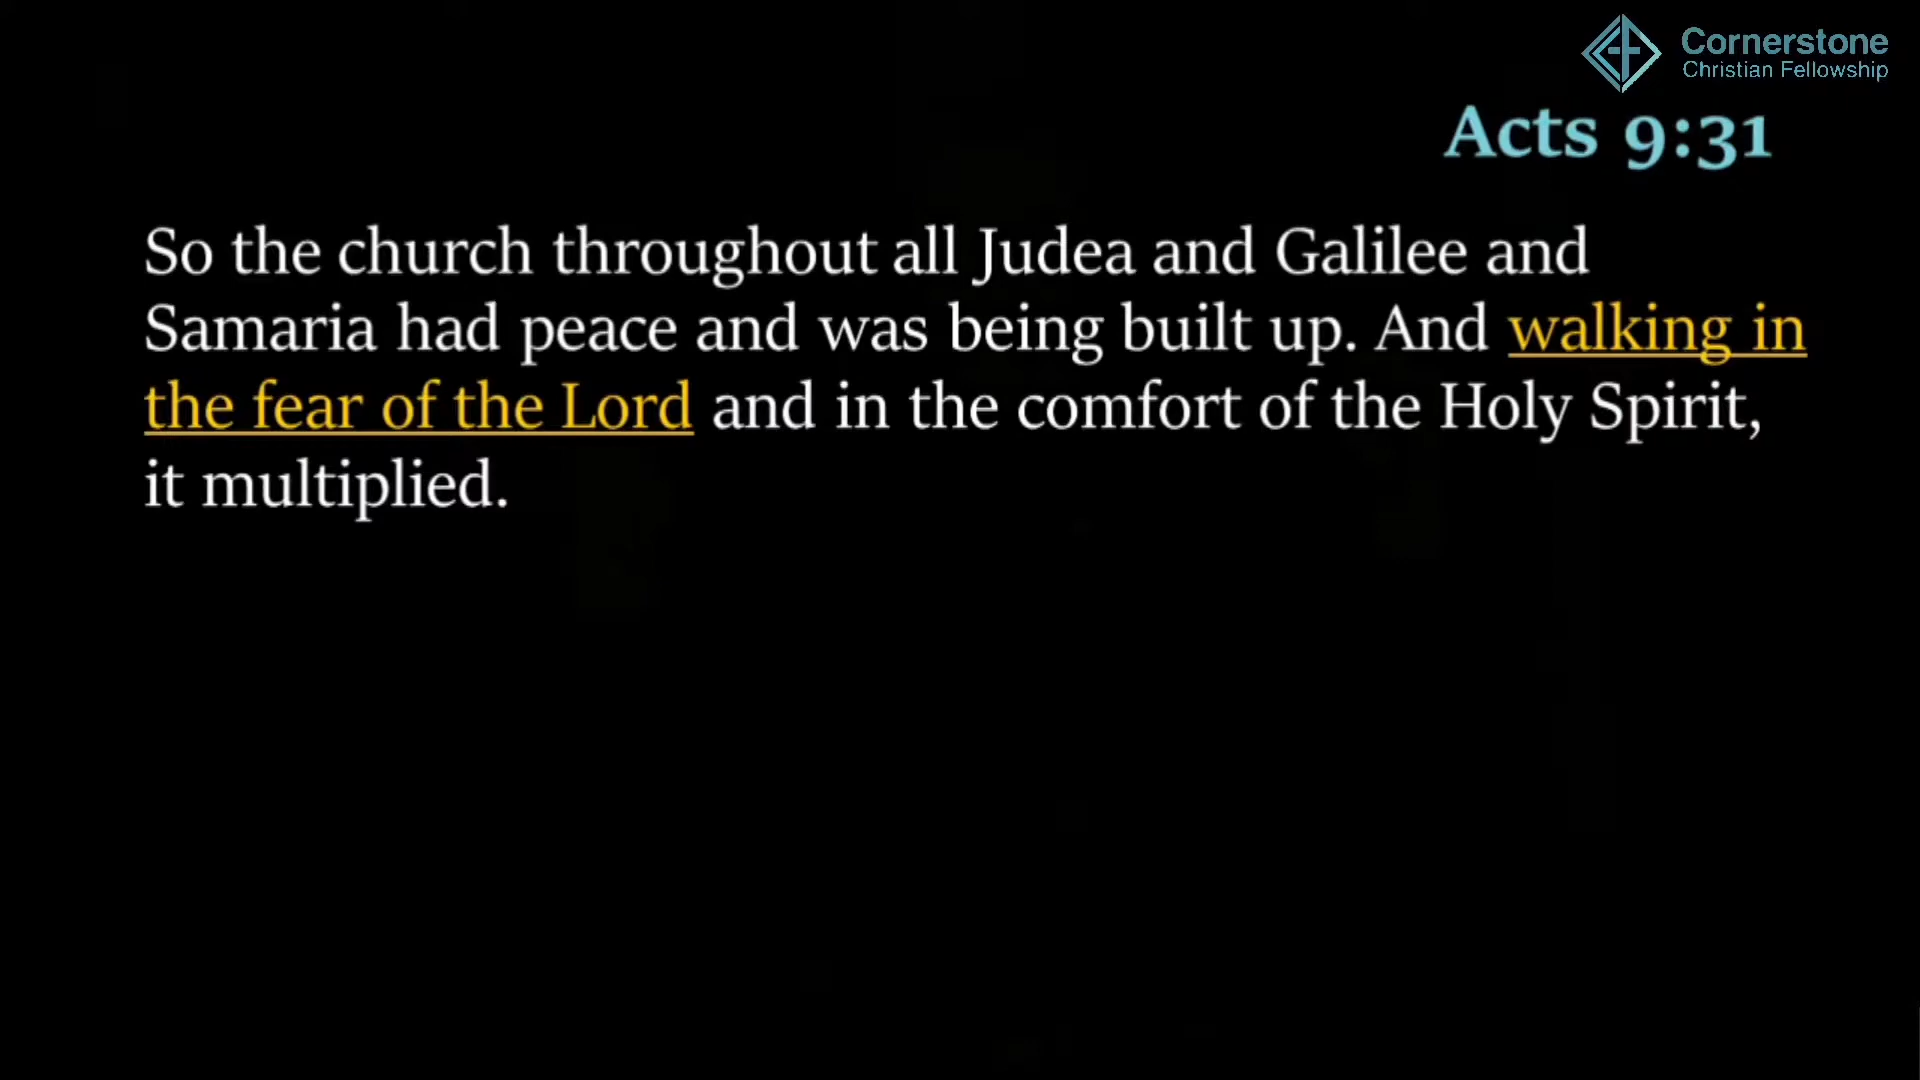 Cornerstone
Christian Fellowship
Acts 9:31
So the church throughout all Judea and Galilee and
Samaria had peace and was being built up. And walking in
the fear of the Lord and in the comfort of the Holy Spirit,
it multiplied.